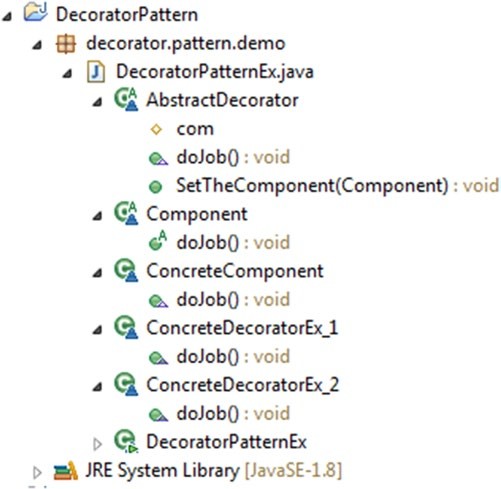 DecoratorPattern
decorator.pattern.demo
DecoratorPatternEx.java
AbstractDecorator
com
doJob() : void
SetTheComponent(Component) : void
Component
doJob() : void
ConcreteComponent
doJob() : void
ConcreteDecoratorEx_1
doJob() : void
ConcreteDecoratorEx_2
doJob() : void
DecoratorPatternEx
JRE System Library [JavaSE-1.8]